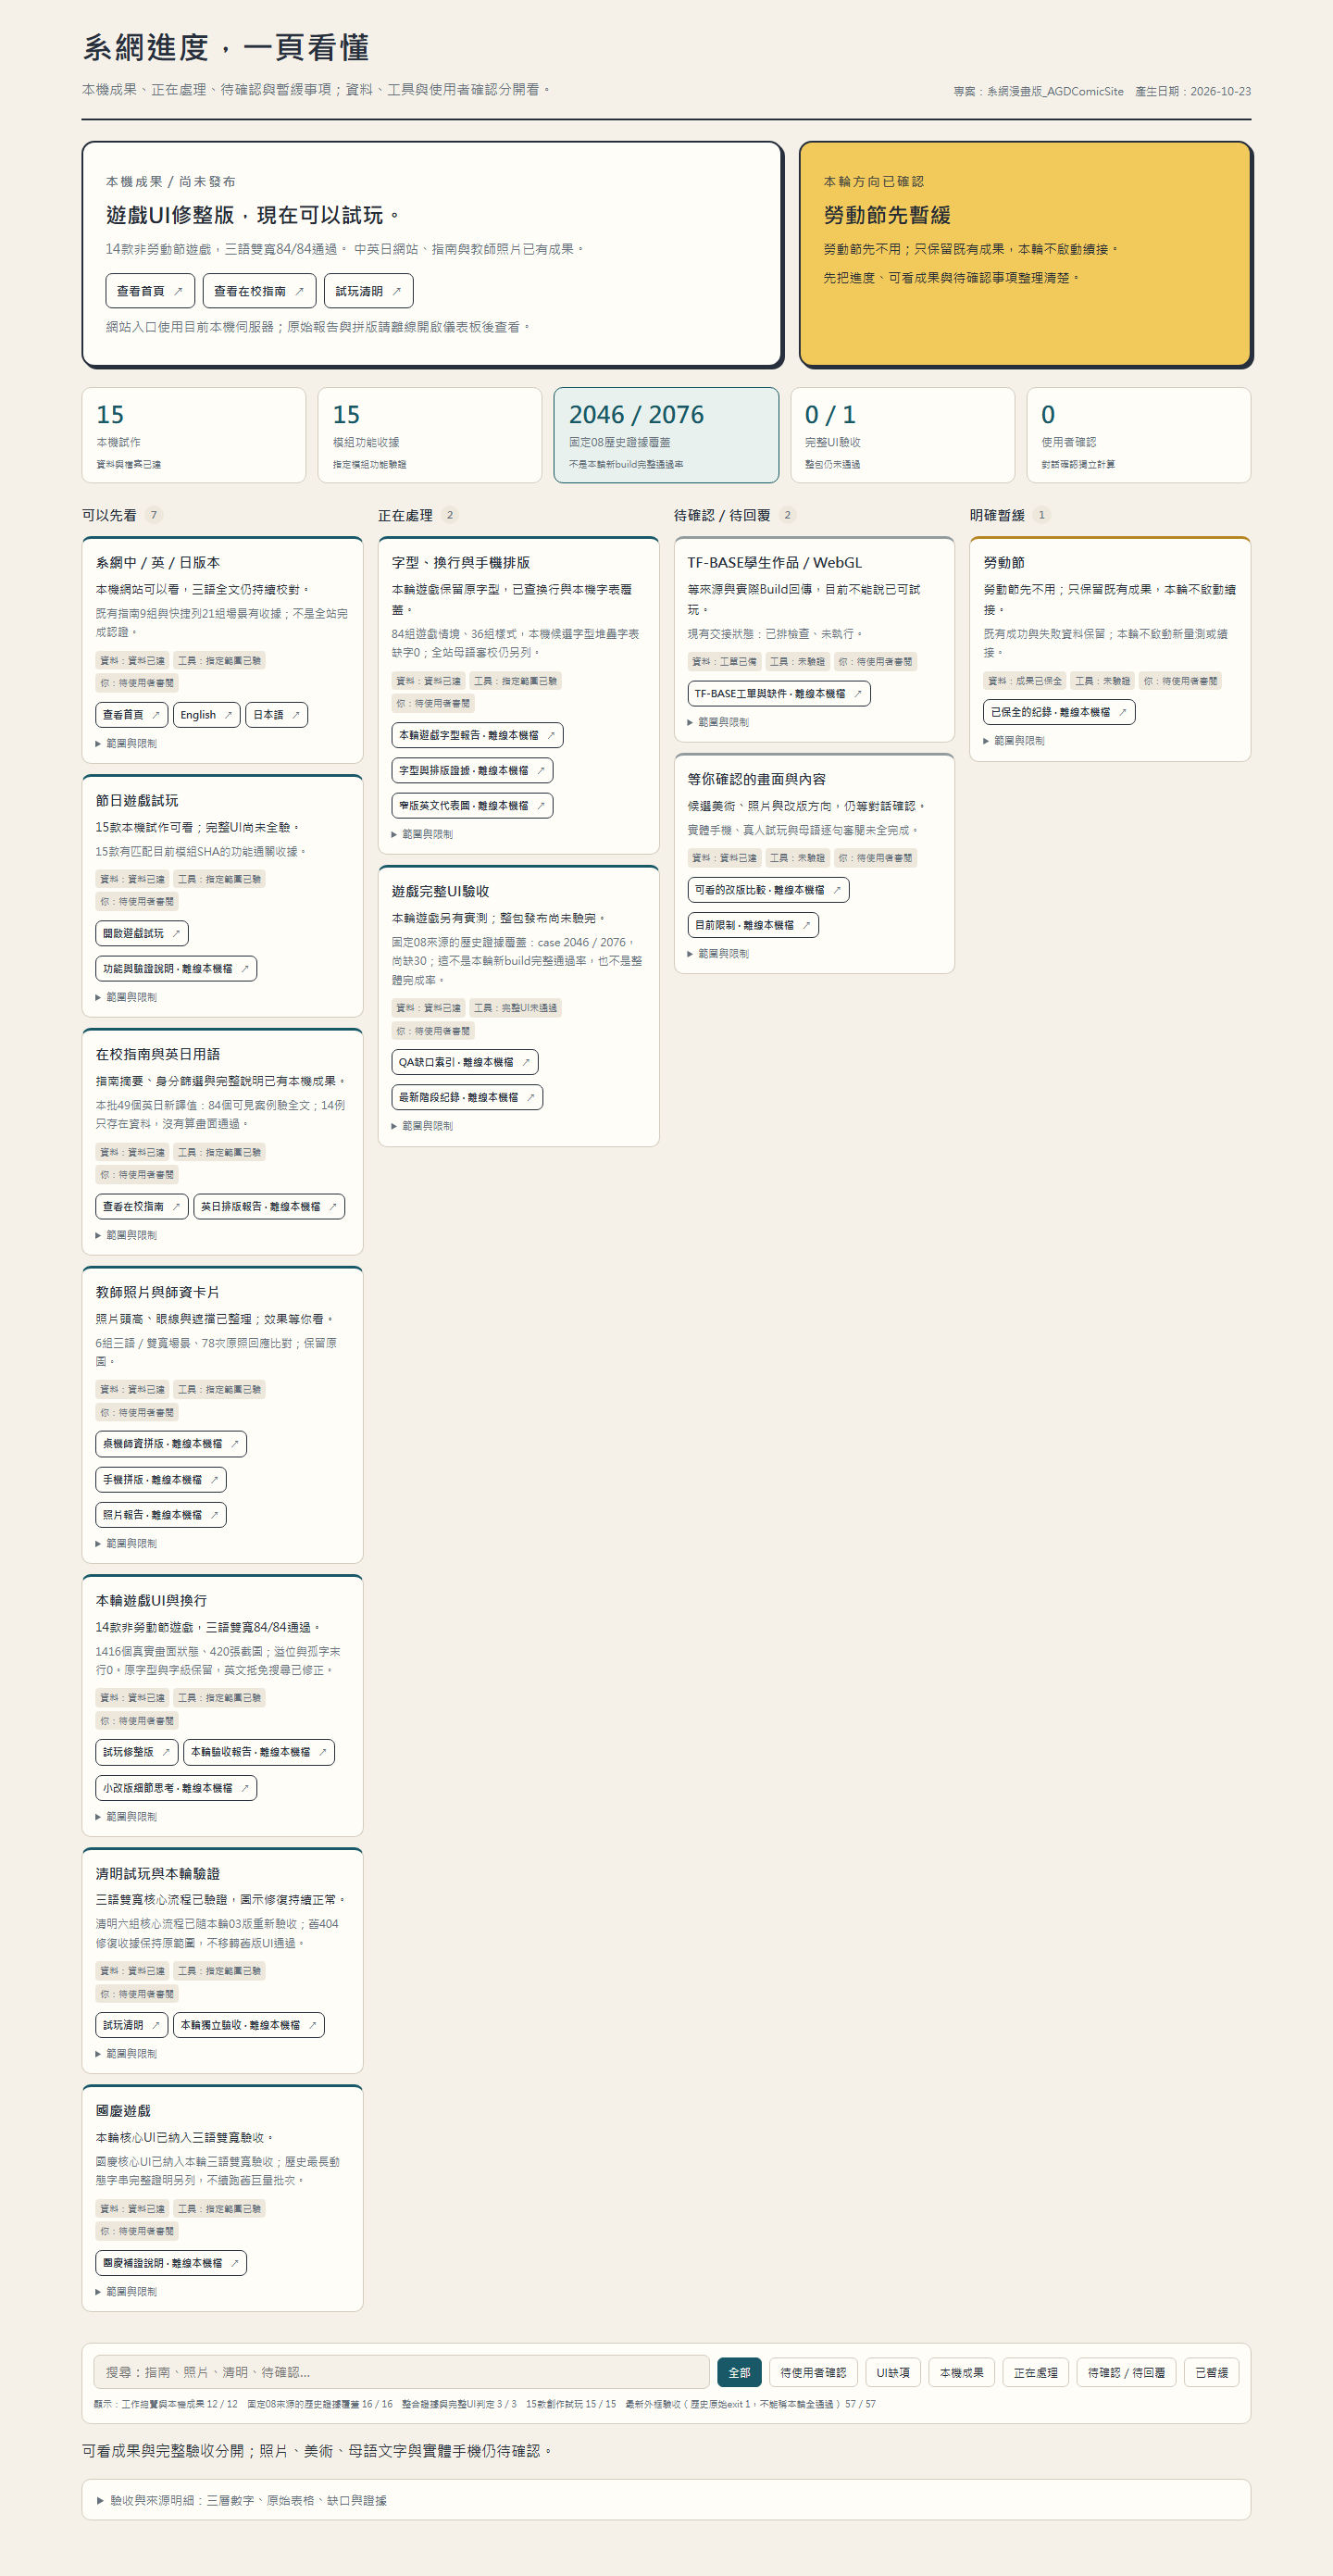 系網進度，一頁看懂
本機成果、正在處理、待確認與暫緩事項；資料、工具與使用者確認分開看。
專案：系網漫畫版_AGDComicSite　產生日期：2026-10-23
本機成果 / 尚未發布
遊戲UI修整版，現在可以試玩。
14款非勞動節遊戲，三語雙寬84/84通過。 中英日網站、指南與教師照片已有成果。
查看首頁 ↗
查看在校指南 ↗
試玩清明 ↗
網站入口使用目前本機伺服器；原始報告與拼版請離線開啟儀表板後查看。
本輪方向已確認
勞動節先暫緩
勞動節先不用；只保留既有成果，本輪不啟動續接。
先把進度、可看成果與待確認事項整理清楚。
15
本機試作
資料與檔案已建
15
模組功能收據
指定模組功能驗證
2046 / 2076
固定08歷史證據覆蓋
不是本輪新build完整通過率
0 / 1
完整UI驗收
整包仍未通過
0
使用者確認
對話確認獨立計算
可以先看 7
系網中 / 英 / 日版本
本機網站可以看，三語全文仍持續校對。
既有指南9組與快捷列21組場景有收據；不是全站完
成認證。
資料：資料已建 工具：指定範圍已驗
你：待使用者審閱
查看首頁 ↗ English ↗ 日本語 ↗
▶ 範圍與限制
節日遊戲試玩
15款本機試作可看；完整UI尚未全驗。
15款有匹配目前模組SHA的功能通關收據。
資料：資料已建 工具：指定範圍已驗
你：待使用者審閱
開啟遊戲試玩 ↗
功能與驗證說明 · 離線本機檔 ↗
▶ 範圍與限制
在校指南與英日用語
指南摘要、身分篩選與完整說明已有本機成果。
本批49個英日新譯值：84個可見案例驗全文；14例
只存在資料，沒有算畫面通過。
資料：資料已建 工具：指定範圍已驗
你：待使用者審閱
查看在校指南 ↗ 英日排版報告 · 離線本機檔 ↗
▶ 範圍與限制
教師照片與師資卡片
照片頭高、眼線與遮擋已整理；效果等你看。
6組三語 / 雙寬場景、78次原照回應比對；保留原
圖。
資料：資料已建 工具：指定範圍已驗
你：待使用者審閱
桌機師資拼版 · 離線本機檔 ↗
手機拼版 · 離線本機檔 ↗
照片報告 · 離線本機檔 ↗
▶ 範圍與限制
本輪遊戲UI與換行
14款非勞動節遊戲，三語雙寬84/84通過。
1416個真實畫面狀態、420張截圖；溢位與孤字末
行0。原字型與字級保留，英文抵免搜尋已修正。
資料：資料已建 工具：指定範圍已驗
你：待使用者審閱
試玩修整版 ↗ 本輪驗收報告 · 離線本機檔 ↗
小改版細節思考 · 離線本機檔 ↗
▶ 範圍與限制
清明試玩與本輪驗證
三語雙寬核心流程已驗證，圖示修復持續正常。
清明六組核心流程已隨本輪03版重新驗收；舊404
修復收據保持原範圍，不移轉舊版UI通過。
資料：資料已建 工具：指定範圍已驗
你：待使用者審閱
試玩清明 ↗ 本輪獨立驗收 · 離線本機檔 ↗
▶ 範圍與限制
國慶遊戲
本輪核心UI已納入三語雙寬驗收。
國慶核心UI已納入本輪三語雙寬驗收；歷史最長動
態字串完整證明另列，不續跑舊巨量批次。
資料：資料已建 工具：指定範圍已驗
你：待使用者審閱
國慶補證說明 · 離線本機檔 ↗
▶ 範圍與限制
正在處理 2
字型、換行與手機排版
本輪遊戲保留原字型，已查換行與本機字表覆
蓋。
84組遊戲情境、36組樣式，本機候選字型堆疊字表
缺字0；全站母語審校仍另列。
資料：資料已建 工具：指定範圍已驗
你：待使用者審閱
本輪遊戲字型報告 · 離線本機檔 ↗
字型與排版證據 · 離線本機檔 ↗
窄版英文代表圖 · 離線本機檔 ↗
▶ 範圍與限制
遊戲完整UI驗收
本輪遊戲另有實測；整包發布尚未驗完。
固定08來源的歷史證據覆蓋：case 2046 / 2076，
尚缺30；這不是本輪新build完整通過率，也不是整
體完成率。
資料：資料已建 工具：完整UI未通過
你：待使用者審閱
QA缺口索引 · 離線本機檔 ↗
最新階段紀錄 · 離線本機檔 ↗
▶ 範圍與限制
待確認 / 待回覆 2
TF-BASE學生作品 / WebGL
等來源與實際Build回傳，目前不能說已可試
玩。
現有交接狀態：已排檢查、未執行。
資料：工單已備 工具：未驗證 你：待使用者審閱
TF-BASE工單與缺件 · 離線本機檔 ↗
▶ 範圍與限制
等你確認的畫面與內容
候選美術、照片與改版方向，仍等對話確認。
實體手機、真人試玩與母語逐句審閱未全完成。
資料：資料已建 工具：未驗證 你：待使用者審閱
可看的改版比較 · 離線本機檔 ↗
目前限制 · 離線本機檔 ↗
▶ 範圍與限制
明確暫緩 1
勞動節
勞動節先不用；只保留既有成果，本輪不啟動續
接。
既有成功與失敗資料保留；本輪不啟動新量測或續
接。
資料：成果已保全 工具：未驗證 你：待使用者審閱
已保全的紀錄 · 離線本機檔 ↗
▶ 範圍與限制
搜尋：指南、照片、清明、待確認...
全部 待使用者確認 UI缺項 本機成果 正在處理 待確認 / 待回覆 已暫緩
顯示：工作總覽與本機成果 12 / 12　固定08來源的歷史證據覆蓋 16 / 16　整合證據與完整UI判定 3 / 3　15款創作試玩 15 / 15　最新外框驗收（歷史原始exit 1，不能稱本輪全通過）57 / 57
可看成果與完整驗收分開；照片、美術、母語文字與實體手機仍待確認。
▶ 驗收與來源明細：三層數字、原始表格、缺口與證據